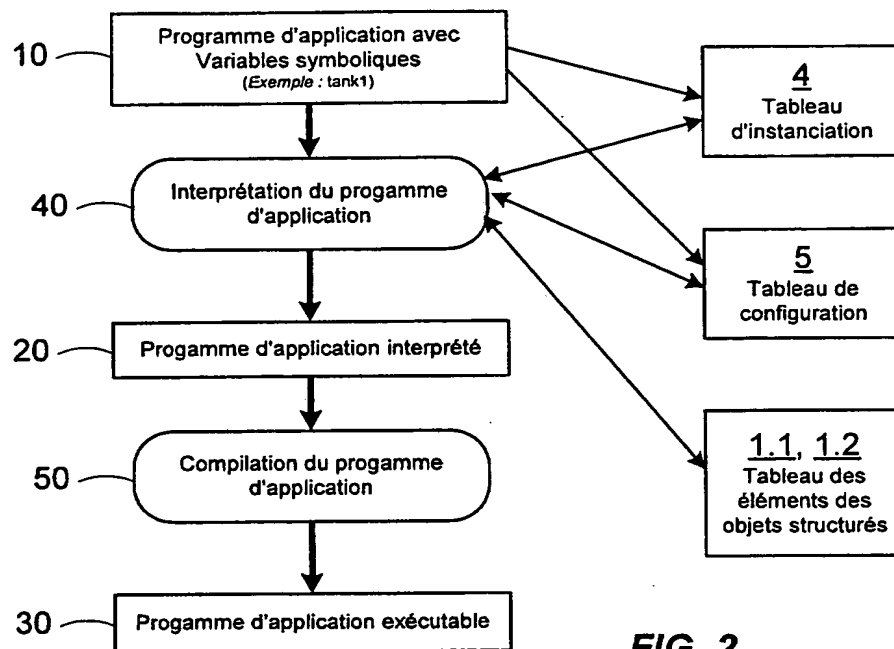 10
Programme d'application avec
Variables symboliques
(Exemple : tank1)
4
Tableau
d'instanciation
40
Interprétation du progamme
d'application
5
Tableau de
configuration
20
Progamme d'application interprété
1.1, 1.2
Tableau des
éléments des
objets structurés
50
Compilation du progamme
d'application
30
Progamme d'application exécutable
FIG. 2